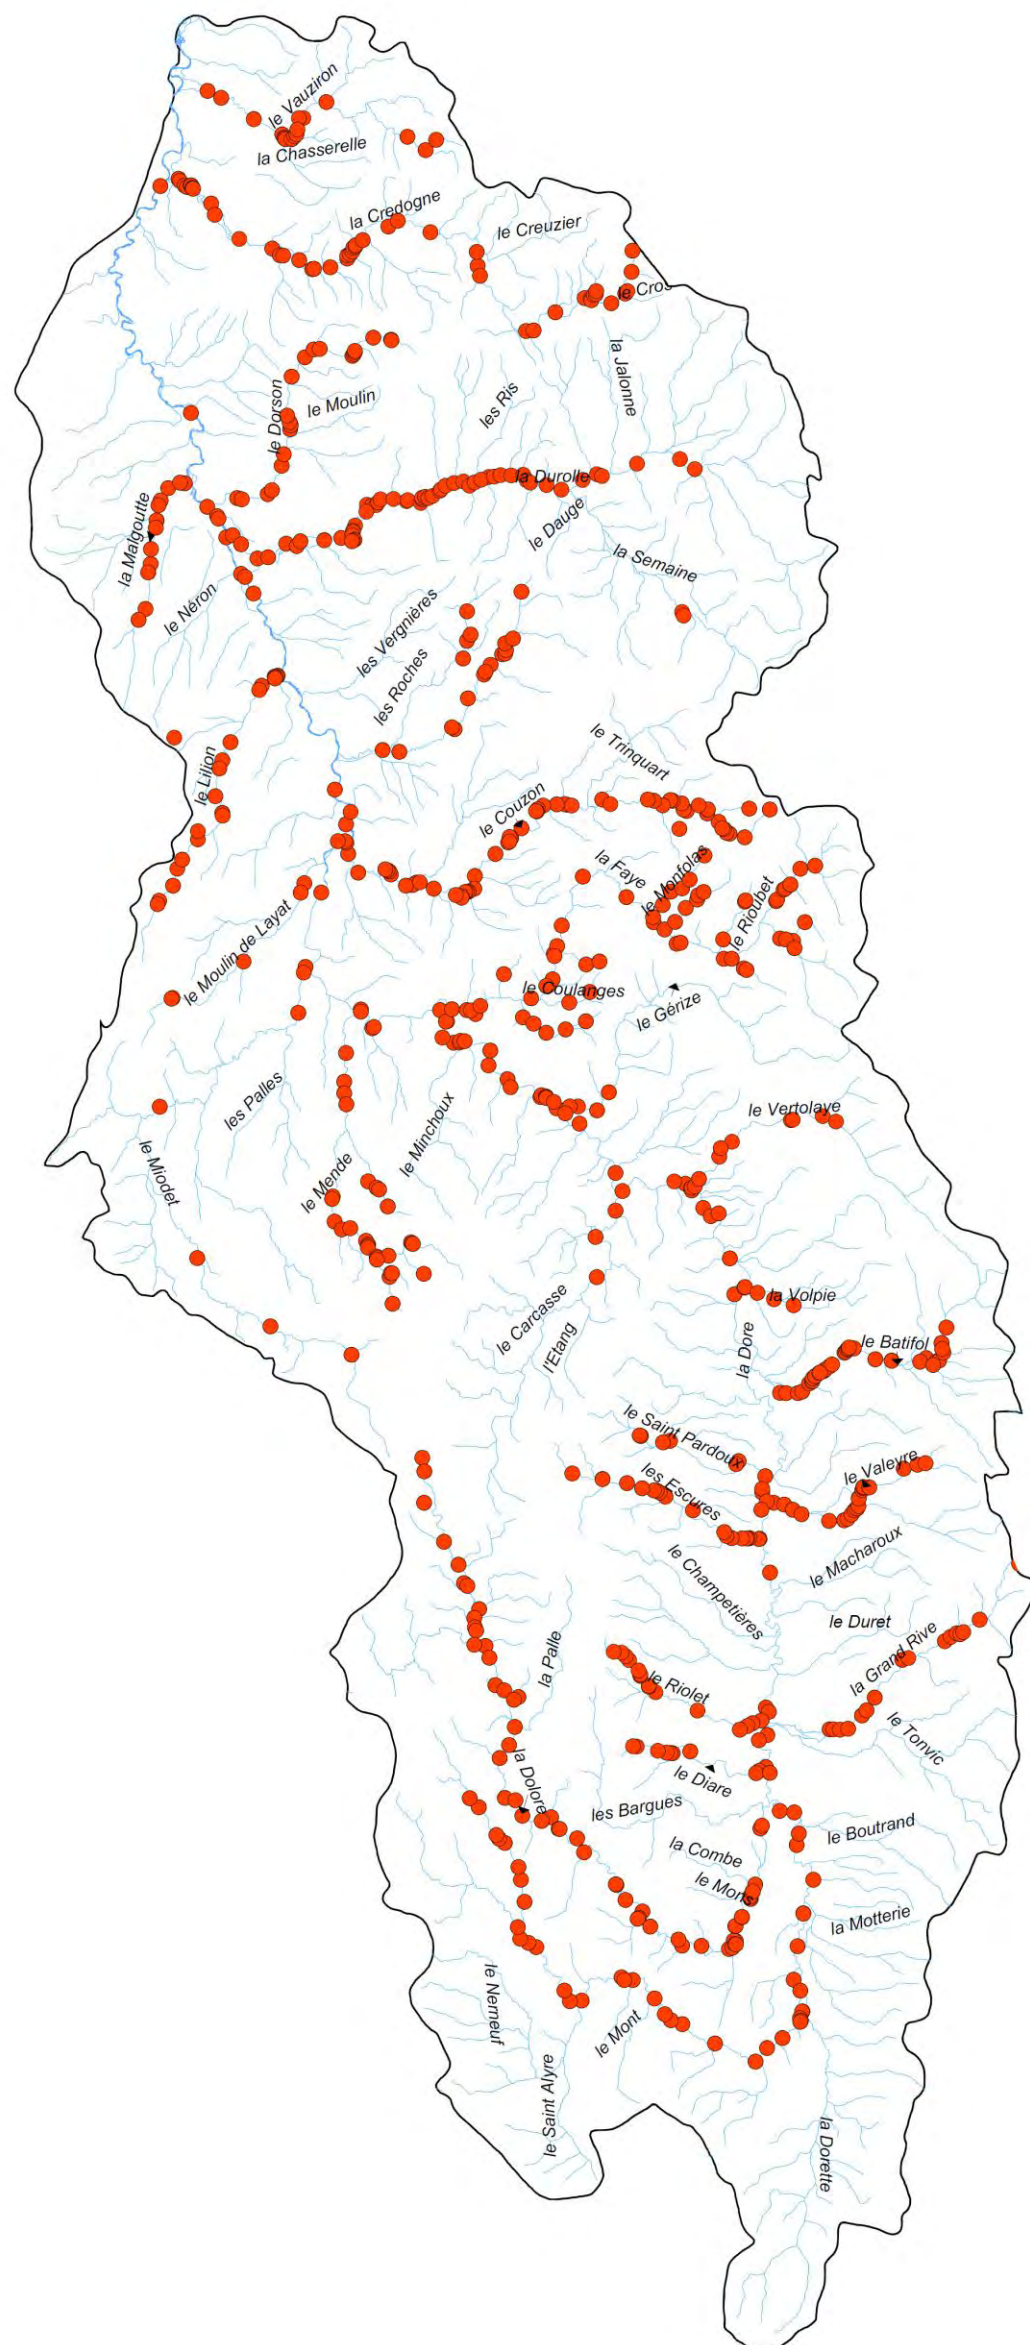 le Vauziron
la Chasserelle
la Credogne
le Creuzier
le Cros
la Jalonne
les Ris
le Moulin
le Dorson
la Durolle
la Malgoutte
le Dauge
la Semaine
le Néron
les Vergnières
les Roches
le Trinquart
le Lilion
le Couzon
la Faye
le Monfolas
le Rioubet
le Moulin de Layat
le Coulanges
le Gérize
les Palles
le Minchoux
le Vertolaye
le Miodet
le Mende
la Volpie
le Carcasse
l'Etang
la Dore
le Batifol
le Saint Pardoux
les Escures
le Valeyre
le Macharoux
le Champetières
le Duret
la Grand Rive
la Palle
le Riolet
le Tonvic
la Dolore
le Diare
les Bargues
le Boutrand
la Combe
le Mons
la Motterie
le Nerneuf
le Mont
le Saint Alyre
la Dorette